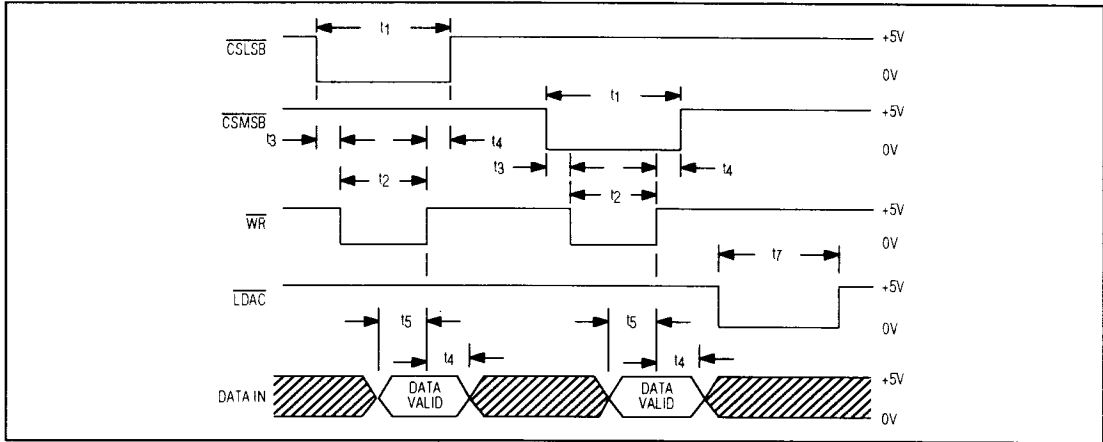 t1
CSLSB
+5V
0V
t1
CSMSB
+5V
0V
t3
t4
t3
t4
t2
t2
WR
+5V
0V
t7
LDAC
+5V
0V
t5
t5
t4
t4
DATA IN
DATA
VALID
DATA
VALID
+5V
0V